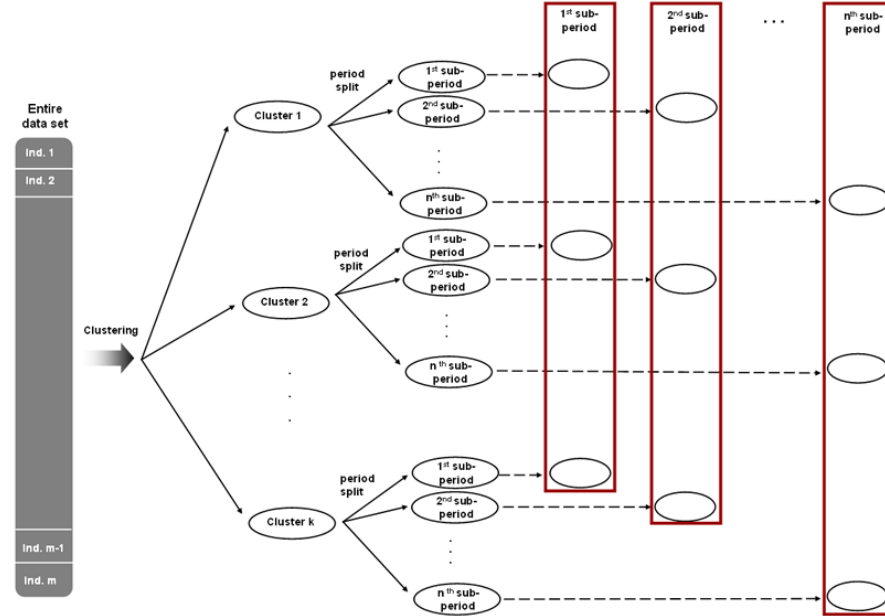 1st sub-
period
2nd sub-
period
...
nth sub-
period
Entire
data set
Ind. 1
Ind. 2
Ind. m-1
Ind. m
Clustering
Cluster 1
period
split
1st sub-
period
2nd sub-
period
nth sub-
period
Cluster 2
period
split
1st sub-
period
2nd sub-
period
nth sub-
period
Cluster k
period
split
1st sub-
period
2nd sub-
period
nth sub-
period